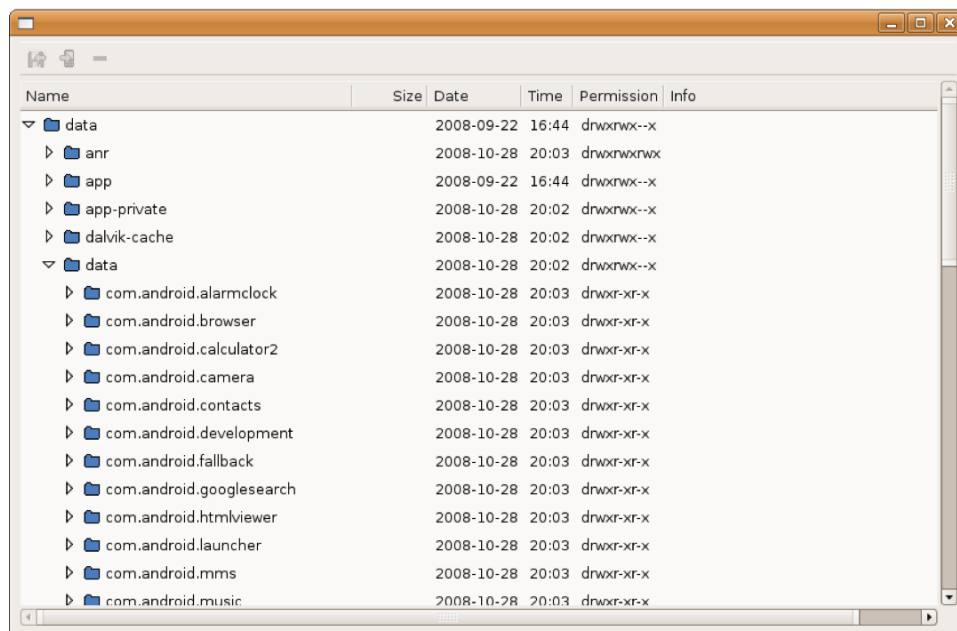 Name Size Date Time Permission Info
data 2008-09-22 16:44 drwxrwx--x
anr 2008-10-28 20:03 drwxrwxrwx
app 2008-09-22 16:44 drwxrwx--x
app-private 2008-10-28 20:02 drwxrwx--x
dalvik-cache 2008-10-28 20:02 drwxrwx--x
data 2008-10-28 20:02 drwxrwx--x
com.android.alarmclock 2008-10-28 20:03 drwxr-xr-x
com.android.browser 2008-10-28 20:03 drwxr-xr-x
com.android.calculator2 2008-10-28 20:03 drwxr-xr-x
com.android.camera 2008-10-28 20:03 drwxr-xr-x
com.android.contacts 2008-10-28 20:03 drwxr-xr-x
com.android.development 2008-10-28 20:03 drwxr-xr-x
com.android.fallback 2008-10-28 20:03 drwxr-xr-x
com.android.googlesearch 2008-10-28 20:03 drwxr-xr-x
com.android.htmlviewer 2008-10-28 20:03 drwxr-xr-x
com.android.launcher 2008-10-28 20:03 drwxr-xr-x
com.android.mms 2008-10-28 20:03 drwxr-xr-x
com.android.music 2008-10-28 20:03 drwxr-xr-x